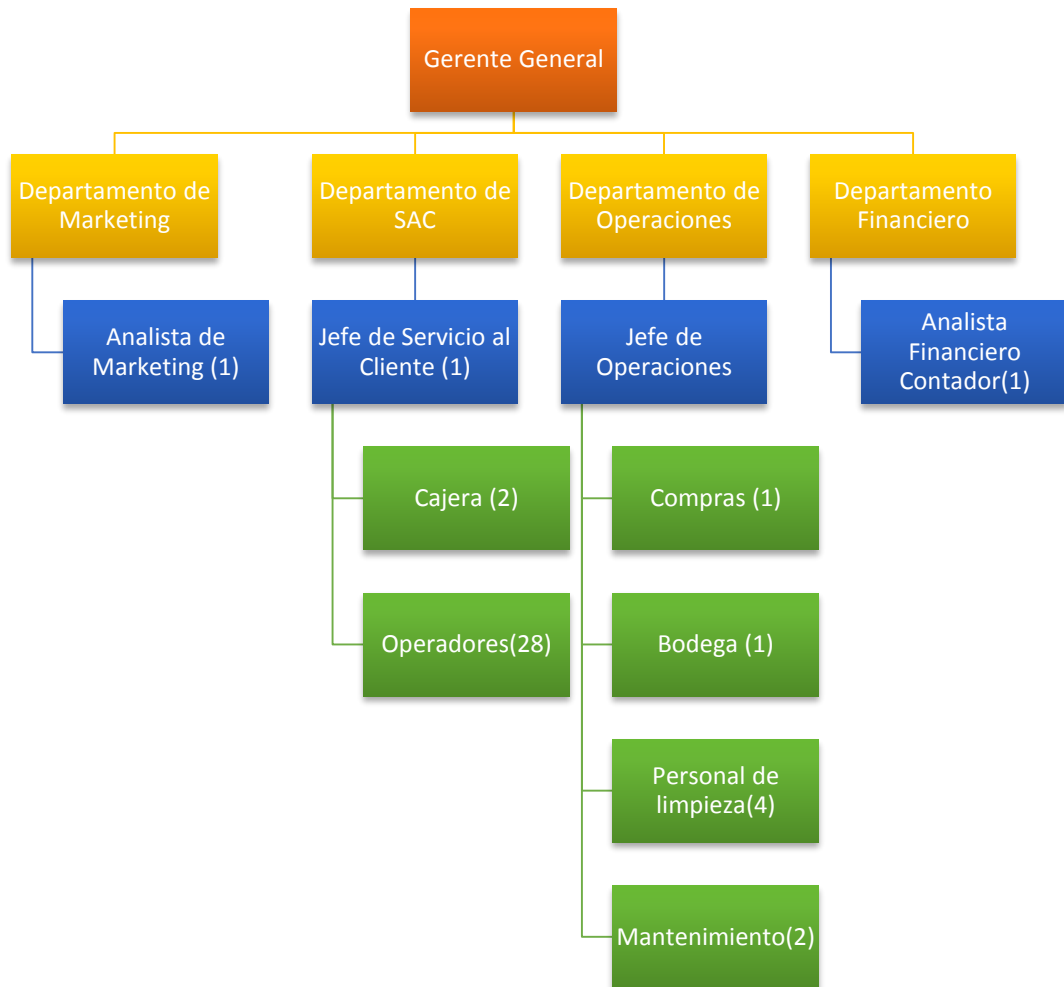 Gerente General
Departamento de
Marketing
Departamento de
SAC
Departamento de
Operaciones
Departamento
Financiero
Analista de
Marketing (1)
Jefe de Servicio al
Cliente (1)
Jefe de
Operaciones
Analista
Financiero
Contador(1)
Cajera (2)
Compras (1)
Operadores(28)
Bodega (1)
Personal de
limpieza(4)
Mantenimiento(2)